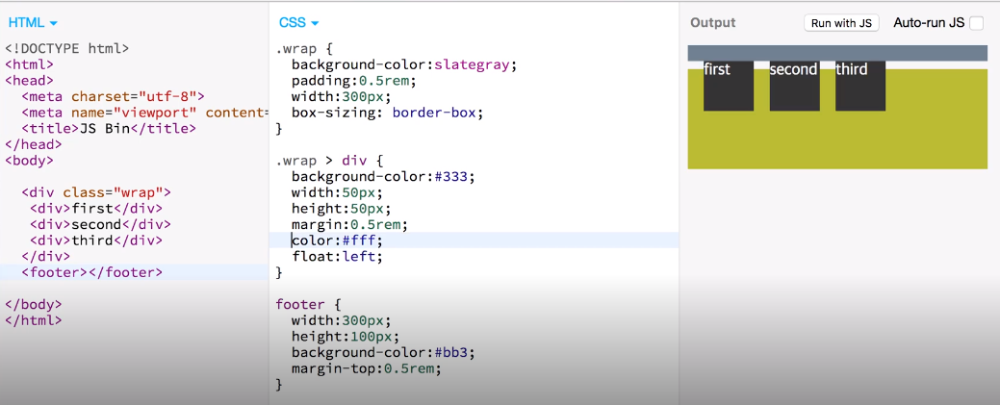 HTML
<!DOCTYPE html>
<html>
<head>
<meta charset="utf-8">
<meta name="viewport" content=
<title>JS Bin</title>
</head>
<body>
<div class="wrap">
<div>first</div>
<div>second</div>
<div>third</div>
</div>
<footer></footer>
</body>
</html>
CSS
.wrap {
background-color:slategray;
padding:0.5rem;
width:300px;
box-sizing: border-box;
}
.wrap > div {
background-color:#333;
width:50px;
height:50px;
margin:0.5rem;
color:#fff;
float:left;
}
footer {
width:300px;
height:100px;
background-color:#bb3;
margin-top:0.5rem;
}
Output
Run with JS
Auto-run JS
first second third